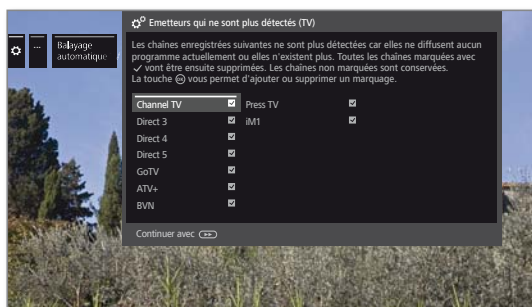 Emetteurs qui ne sont plus détectés (TV)
...
Balayage
automatique
Les chaînes enregistrées suivantes ne sont plus détectées car elles ne diffusent aucun
programme actuellement ou elles n'existent plus. Toutes les chaînes marquées avec
✓ vont être ensuite supprimées. Les chaînes non marquées sont conservées.
La touche OK vous permet d'ajouter ou supprimer un marquage.
Channel TV
Press TV
Direct 3
iM1
Direct 4
Direct 5
GoTV
ATV+
BVN
Continuer avec